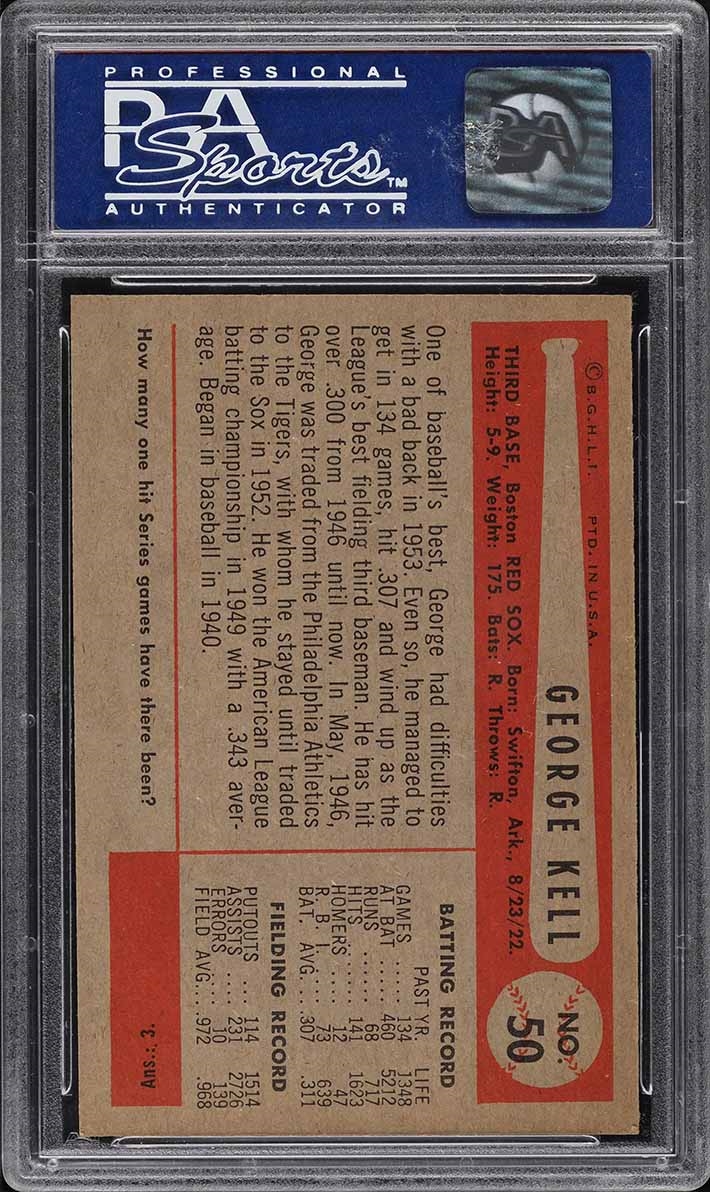 PROFESSIONAL
PSA
Sports™
AUTHENTICATOR
PSA
© B.G.H.L.I. PTD. IN U.S.A.
GEORGE KELL
NO.
50
THIRD BASE, Boston RED SOX. Born: Swifton, Ark., 8/23/22.
Height: 5-9. Weight: 175. Bats: R. Throws: R.
One of baseball's best, George had difficulties
with a bad back in 1953. Even so, he managed to
get in 134 games, hit .307 and wind up as the
League's best fielding third baseman. He has hit
over .300 from 1946 until now. In May, 1946,
George was traded from the Philadelphia Athletics
to the Tigers, with whom he stayed until traded
to the Sox in 1952. He won the American League
batting championship in 1949 with a .343 aver-
age. Began in baseball in 1940.
BATTING RECORD
PAST YR. LIFE
GAMES ..... 134 1348
AT BAT .... 460 5212
RUNS ...... 68 717
HITS ...... 141 1623
HOMERS .... 12 47
R. B. I. .... 73 639
BAT. AVG. .. .307 .311
FIELDING RECORD
PUTOUTS ... 114 1514
ASSISTS .... 231 2726
ERRORS .... 10 139
FIELD AVG... .972 .968
How many one hit Series games have there been?
Ans.: 3.